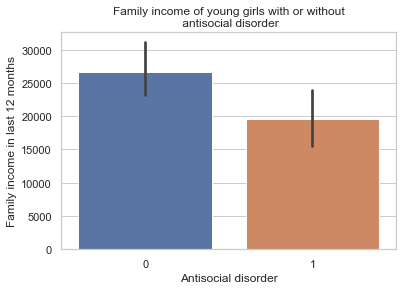 Family income of young girls with or without
antisocial disorder
Family income in last 12 months
30000
25000
20000
15000
10000
5000
0
0
1
Antisocial disorder